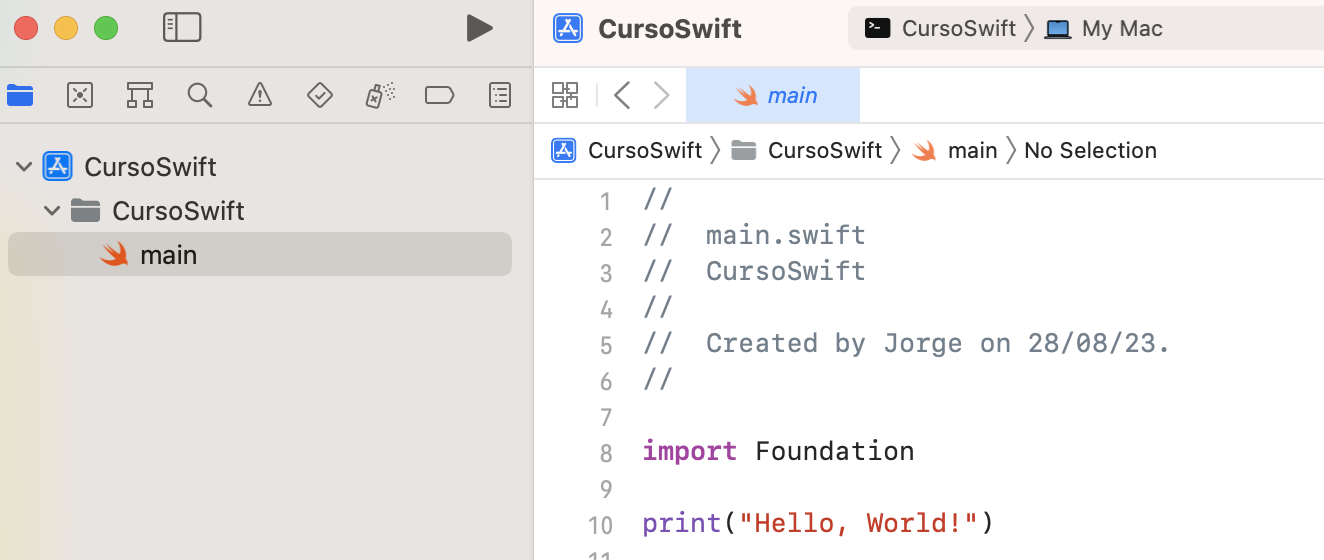 CursoSwift
CursoSwift 〉 My Mac
main
CursoSwift 〉 CursoSwift 〉 main 〉 No Selection
CursoSwift
CursoSwift
main
1 //
2 //  main.swift
3 //  CursoSwift
4 //
5 //  Created by Jorge on 28/08/23.
6 //
7
8 import Foundation
9
10 print("Hello, World!")
11